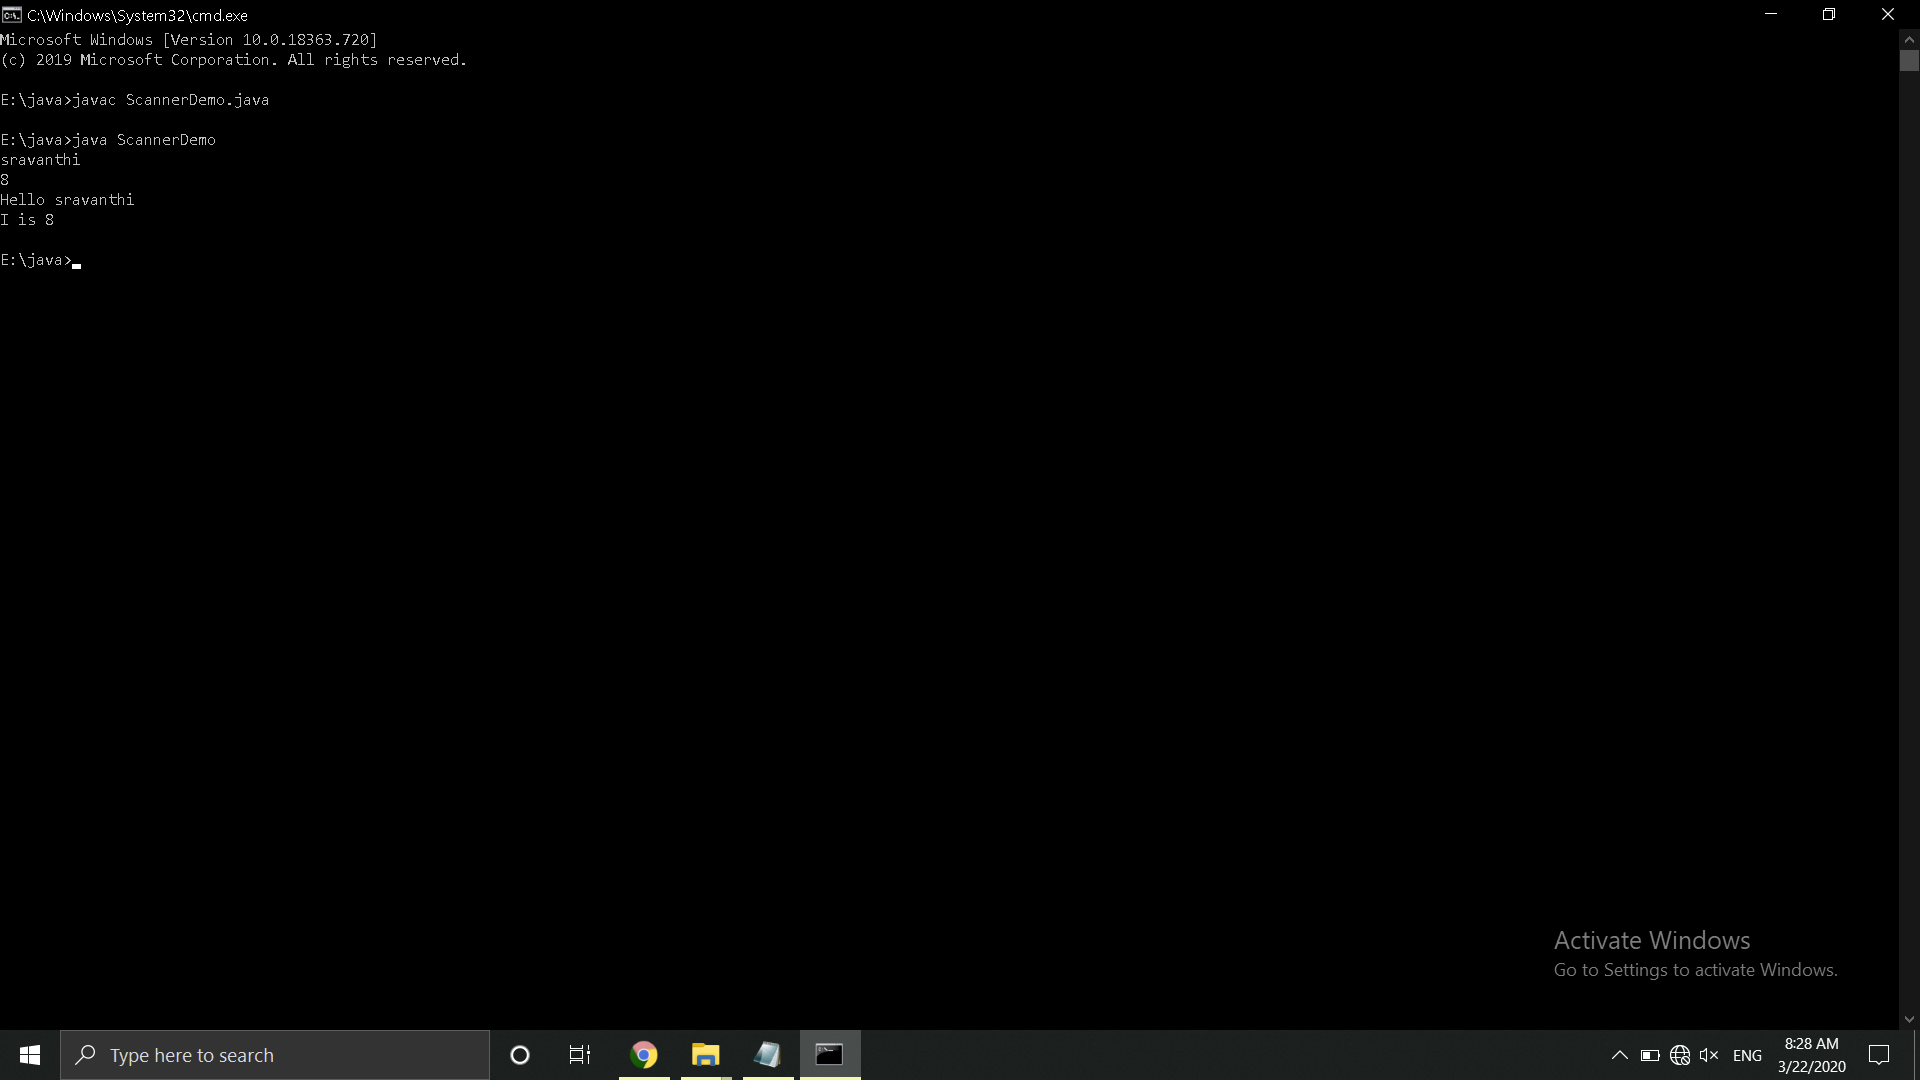 C:\Windows\System32\cmd.exe
Microsoft Windows [Version 10.0.18363.720]
(c) 2019 Microsoft Corporation. All rights reserved.
E:\java>javac ScannerDemo.java
E:\java>java ScannerDemo
sravanthi
8
Hello sravanthi
I is 8
E:\java>
Activate Windows
Go to Settings to activate Windows.
Type here to search
ENG
8:28 AM
3/22/2020